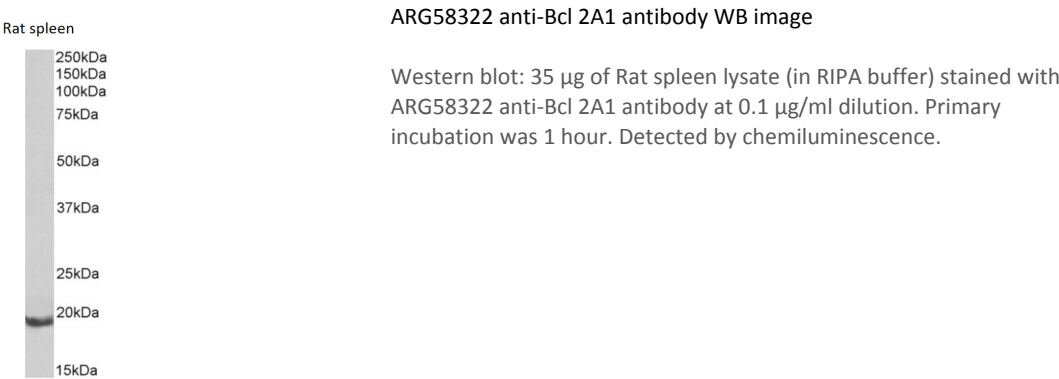 Rat spleen
250kDa
150kDa
100kDa
75kDa
50kDa
37kDa
25kDa
20kDa
15kDa
ARG58322 anti-Bcl 2A1 antibody WB image
Western blot: 35 µg of Rat spleen lysate (in RIPA buffer) stained with
ARG58322 anti-Bcl 2A1 antibody at 0.1 µg/ml dilution. Primary
incubation was 1 hour. Detected by chemiluminescence.